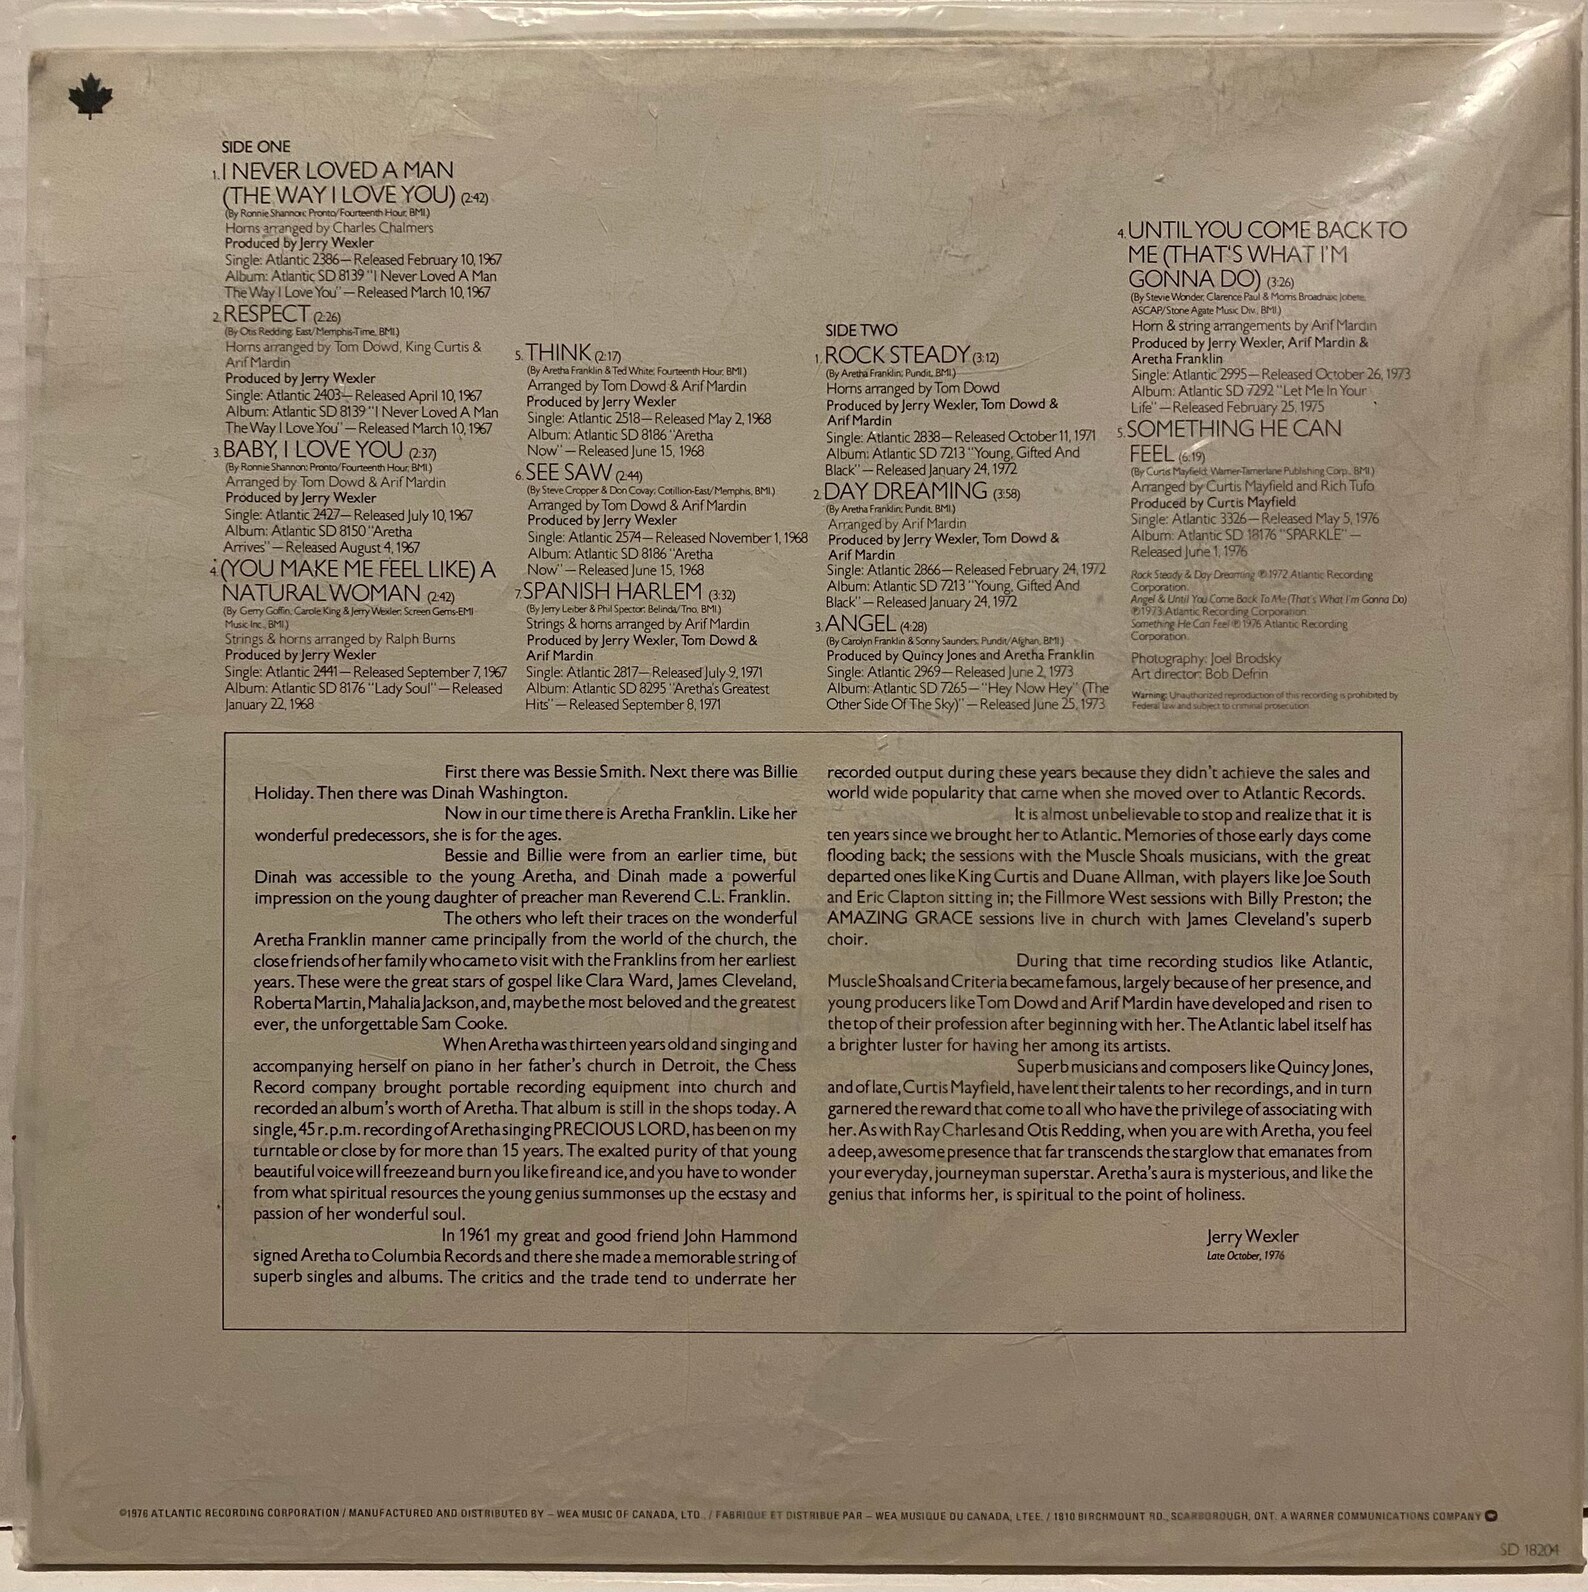 SIDE ONE
1. I NEVER LOVED A MAN
(THE WAY I LOVE YOU) (2:42)
(By Ronnie Shannon; Pronto/Fourteenth Hour, BMI.)
Horns arranged by Charles Chalmers
Produced by Jerry Wexler
Single: Atlantic 2386—Released February 10, 1967
Album: Atlantic SD 8139 "I Never Loved A Man
The Way I Love You"—Released March 10, 1967
2. RESPECT (2:26)
(By Otis Redding; East/Memphis-Time, BMI.)
Horns arranged by Tom Dowd, King Curtis &
Arif Mardin
Produced by Jerry Wexler
Single: Atlantic 2403—Released April 10, 1967
Album: Atlantic SD 8139 "I Never Loved A Man
The Way I Love You"—Released March 10, 1967
3. BABY, I LOVE YOU (2:37)
(By Ronnie Shannon; Pronto/Fourteenth Hour, BMI.)
Arranged by Tom Dowd & Arif Mardin
Produced by Jerry Wexler
Single: Atlantic 2427—Released July 10, 1967
Album: Atlantic SD 8150 "Aretha
Arrives"—Released August 4, 1967
4. (YOU MAKE ME FEEL LIKE) A
NATURAL WOMAN (2:42)
(By Gerry Goffin, Carole King & Jerry Wexler; Screen Gems-EMI
Music Inc., BMI.)
Strings & horns arranged by Ralph Burns
Produced by Jerry Wexler
Single: Atlantic 2441—Released September 7, 1967
Album: Atlantic SD 8176 "Lady Soul"—Released
January 22, 1968
5. THINK (2:17)
(By Aretha Franklin & Ted White; Fourteenth Hour, BMI.)
Arranged by Tom Dowd & Arif Mardin
Produced by Jerry Wexler
Single: Atlantic 2518—Released May 2, 1968
Album: Atlantic SD 8186 "Aretha
Now"—Released June 15, 1968
6. SEE SAW (2:44)
(By Steve Cropper & Don Covay; Cotillion-East/Memphis, BMI.)
Arranged by Tom Dowd & Arif Mardin
Produced by Jerry Wexler
Single: Atlantic 2574—Released November 1, 1968
Album: Atlantic SD 8186 "Aretha
Now"—Released June 15, 1968
7. SPANISH HARLEM (3:32)
(By Jerry Leiber & Phil Spector; Belinda/Trio, BMI.)
Strings & horns arranged by Arif Mardin
Produced by Jerry Wexler, Tom Dowd &
Arif Mardin
Single: Atlantic 2817—Released July 9, 1971
Album: Atlantic SD 8295 "Aretha's Greatest
Hits"—Released September 8, 1971
SIDE TWO
1. ROCK STEADY (3:12)
(By Aretha Franklin; Pundit, BMI.)
Horns arranged by Tom Dowd
Produced by Jerry Wexler, Tom Dowd &
Arif Mardin
Single: Atlantic 2838—Released October 11, 1971
Album: Atlantic SD 7213 "Young, Gifted And
Black"—Released January 24, 1972
2. DAY DREAMING (3:58)
(By Aretha Franklin; Pundit, BMI.)
Arranged by Arif Mardin
Produced by Jerry Wexler, Tom Dowd &
Arif Mardin
Single: Atlantic 2866—Released February 24, 1972
Album: Atlantic SD 7213 "Young, Gifted And
Black"—Released January 24, 1972
3. ANGEL (4:28)
(By Carolyn Franklin & Sonny Saunders; Pundit/Afghan, BMI.)
Produced by Quincy Jones and Aretha Franklin
Single: Atlantic 2969—Released June 2, 1973
Album: Atlantic SD 7265—"Hey Now Hey" (The
Other Side Of The Sky)"—Released June 25, 1973
4. UNTIL YOU COME BACK TO
ME (THAT'S WHAT I'M
GONNA DO) (3:26)
(By Stevie Wonder, Clarence Paul & Morris Broadnax; Jobete,
ASCAP/Stone Agate Music Div., BMI.)
Horn & string arrangements by Arif Mardin
Produced by Jerry Wexler, Arif Mardin &
Aretha Franklin
Single: Atlantic 2995—Released October 26, 1973
Album: Atlantic SD 7292 "Let Me In Your
Life"—Released February 25, 1975
5. SOMETHING HE CAN
FEEL (6:19)
(By Curtis Mayfield; Warner-Tamerlane Publishing Corp., BMI.)
Arranged by Curtis Mayfield and Rich Tufo
Produced by Curtis Mayfield
Single: Atlantic 3326—Released May 5, 1976
Album: Atlantic SD 18176 "SPARKLE"—
Released June 1, 1976
Rock Steady & Day Dreaming ℗1972 Atlantic Recording
Corporation.
Angel & Until You Come Back To Me (That's What I'm Gonna Do)
℗1973 Atlantic Recording Corporation.
Something He Can Feel ℗1976 Atlantic Recording
Corporation.
Photography: Joel Brodsky
Art director: Bob Defrin
Warning: Unauthorized reproduction of this recording is prohibited by
Federal law and subject to criminal prosecution.
First there was Bessie Smith. Next there was Billie
Holiday. Then there was Dinah Washington.
Now in our time there is Aretha Franklin. Like her
wonderful predecessors, she is for the ages.
Bessie and Billie were from an earlier time, but
Dinah was accessible to the young Aretha, and Dinah made a powerful
impression on the young daughter of preacher man Reverend C.L. Franklin.
The others who left their traces on the wonderful
Aretha Franklin manner came principally from the world of the church, the
close friends of her family who came to visit with the Franklins from her earliest
years. These were the great stars of gospel like Clara Ward, James Cleveland,
Roberta Martin, Mahalia Jackson, and, maybe the most beloved and the greatest
ever, the unforgettable Sam Cooke.
When Aretha was thirteen years old and singing and
accompanying herself on piano in her father's church in Detroit, the Chess
Record company brought portable recording equipment into church and
recorded an album's worth of Aretha. That album is still in the shops today. A
single, 45 r.p.m. recording of Aretha singing PRECIOUS LORD, has been on my
turntable or close by for more than 15 years. The exalted purity of that young
beautiful voice will freeze and burn you like fire and ice, and you have to wonder
from what spiritual resources the young genius summonses up the ecstasy and
passion of her wonderful soul.
In 1961 my great and good friend John Hammond
signed Aretha to Columbia Records and there she made a memorable string of
superb singles and albums. The critics and the trade tend to underrate her
recorded output during these years because they didn't achieve the sales and
world wide popularity that came when she moved over to Atlantic Records.
It is almost unbelievable to stop and realize that it is
ten years since we brought her to Atlantic. Memories of those early days come
flooding back; the sessions with the Muscle Shoals musicians, with the great
departed ones like King Curtis and Duane Allman, with players like Joe South
and Eric Clapton sitting in; the Fillmore West sessions with Billy Preston; the
AMAZING GRACE sessions live in church with James Cleveland's superb
choir.
During that time recording studios like Atlantic,
Muscle Shoals and Criteria became famous, largely because of her presence, and
young producers like Tom Dowd and Arif Mardin have developed and risen to
the top of their profession after beginning with her. The Atlantic label itself has
a brighter luster for having her among its artists.
Superb musicians and composers like Quincy Jones,
and of late, Curtis Mayfield, have lent their talents to her recordings, and in turn
garnered the reward that come to all who have the privilege of associating with
her. As with Ray Charles and Otis Redding, when you are with Aretha, you feel
a deep, awesome presence that far transcends the starglow that emanates from
your everyday, journeyman superstar. Aretha's aura is mysterious, and like the
genius that informs her, is spiritual to the point of holiness.
Jerry Wexler
Late October, 1976
©1976 ATLANTIC RECORDING CORPORATION / MANUFACTURED AND DISTRIBUTED BY – WEA MUSIC OF CANADA, LTD. / FABRIQUE ET DISTRIBUE PAR – WEA MUSIQUE DU CANADA, LTEE. / 1810 BIRCHMOUNT RD., SCARBOROUGH, ONT. A WARNER COMMUNICATIONS COMPANY
SD 18204